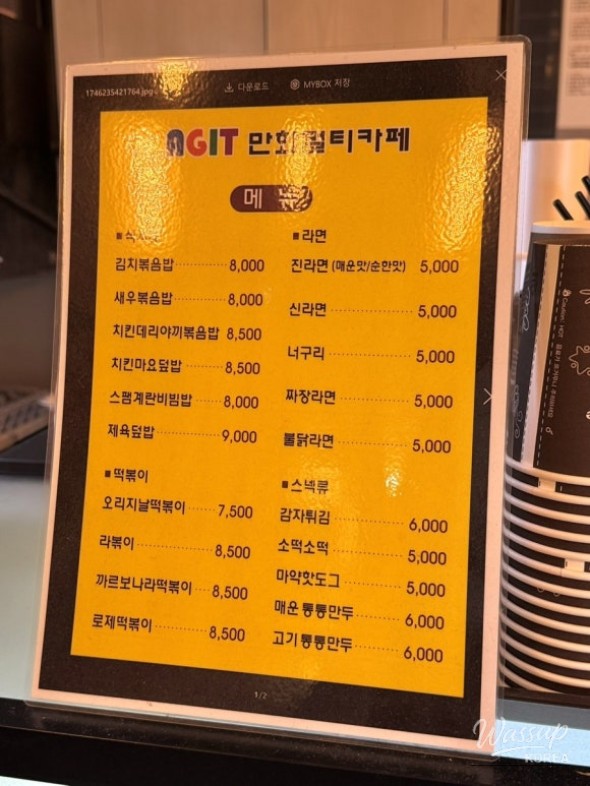 1746235421764.jpg
다운로드
MYBOX 저장
AGIT 만화멀티카페
메뉴
김치볶음밥 8,000
새우볶음밥 8,000
치킨데리야끼볶음밥 8,500
치킨마요덮밥 8,500
스팸계란비빔밥 8,000
제육덮밥 9,000
■떡볶이
오리지날떡볶이 7,500
라볶이 8,500
까르보나라떡볶이 8,500
로제떡볶이 8,500
■라면
진라면 (매운맛/순한맛) 5,000
신라면 5,000
너구리 5,000
짜장라면 5,000
불닭라면 5,000
■스넥류
감자튀김 6,000
소떡소떡 5,000
마약핫도그 5,000
매운통통만두 6,000
고기통통만두 6,000
1/2
Wassup
KOREA